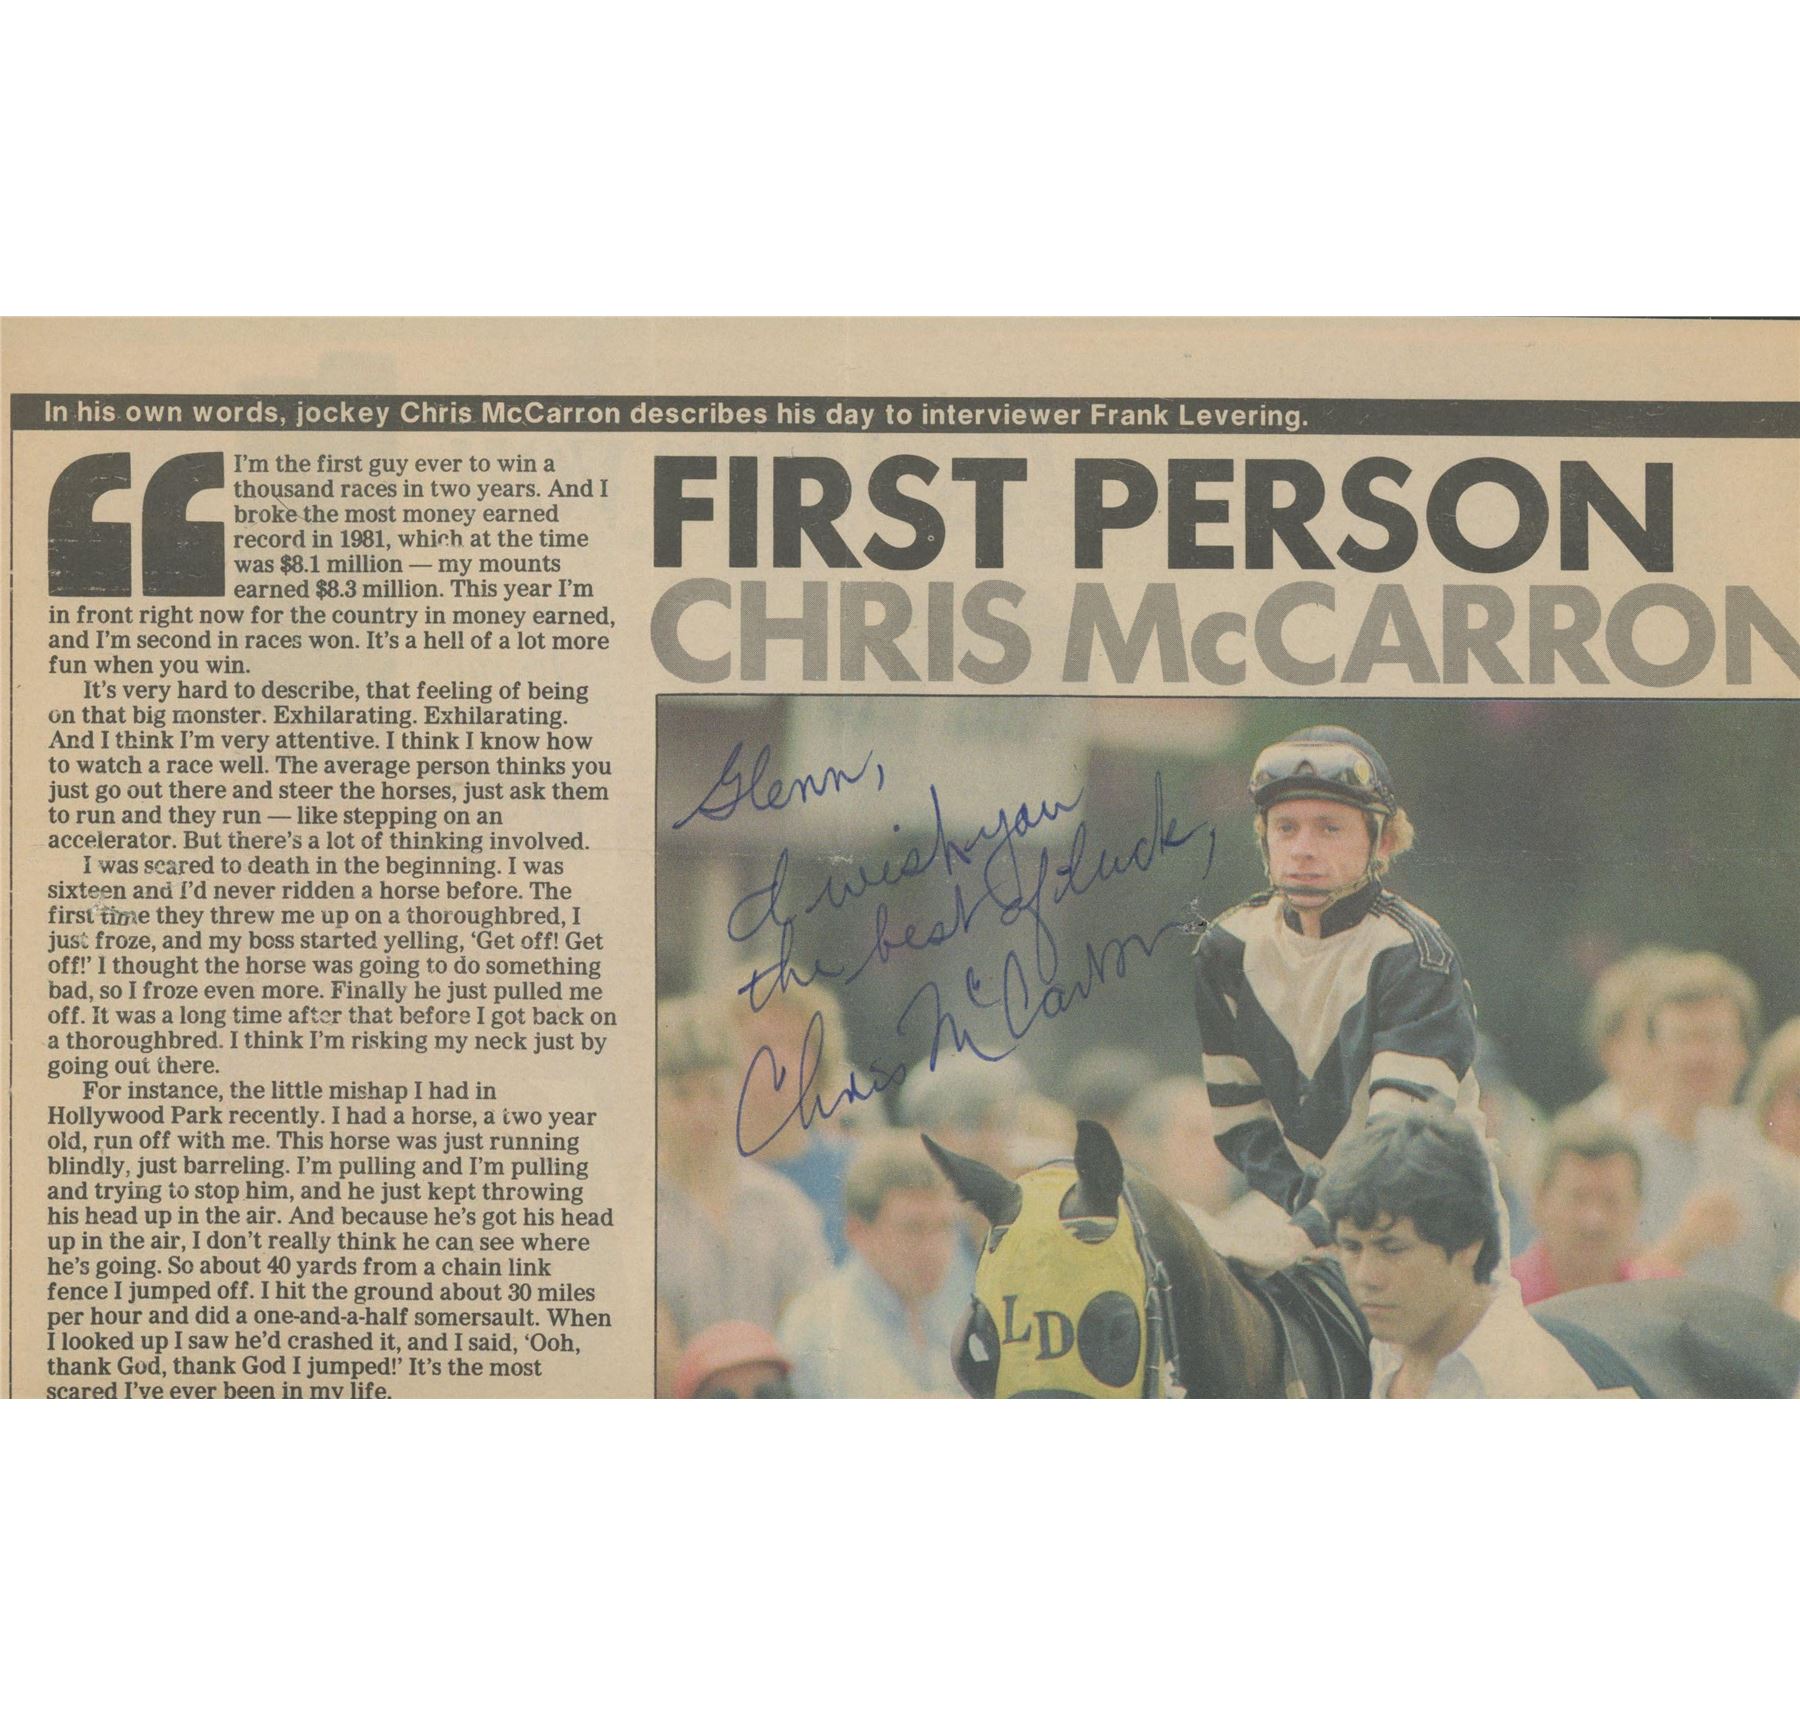 In his own words, jockey Chris McCarron describes his day to interviewer Frank Levering.
“I'm the first guy ever to win a
thousand races in two years. And I
broke the most money earned
record in 1981, which at the time
was $8.1 million — my mounts
earned $8.3 million. This year I'm
in front right now for the country in money earned,
and I'm second in races won. It's a hell of a lot more
fun when you win.
It's very hard to describe, that feeling of being
on that big monster. Exhilarating. Exhilarating.
And I think I'm very attentive. I think I know how
to watch a race well. The average person thinks you
just go out there and steer the horses, just ask them
to run and they run — like stepping on an
accelerator. But there's a lot of thinking involved.
I was scared to death in the beginning. I was
sixteen and I'd never ridden a horse before. The
first time they threw me up on a thoroughbred, I
just froze, and my boss started yelling, ‘Get off! Get
off!’ I thought the horse was going to do something
bad, so I froze even more. Finally he just pulled me
off. It was a long time after that before I got back on
a thoroughbred. I think I'm risking my neck just by
going out there.
For instance, the little mishap I had in
Hollywood Park recently. I had a horse, a two year
old, run off with me. This horse was just running
blindly, just barreling. I'm pulling and I'm pulling
and trying to stop him, and he just kept throwing
his head up in the air. And because he's got his head
up in the air, I don't really think he can see where
he's going. So about 40 yards from a chain link
fence I jumped off. I hit the ground about 30 miles
per hour and did a one-and-a-half somersault. When
I looked up I saw he'd crashed it, and I said, ‘Ooh,
thank God, thank God I jumped!’ It's the most
scared I've ever been in my life.
FIRST PERSON
CHRIS McCARRON
Glenn,
I wish you
the best of luck,
Chris McCarron
LD